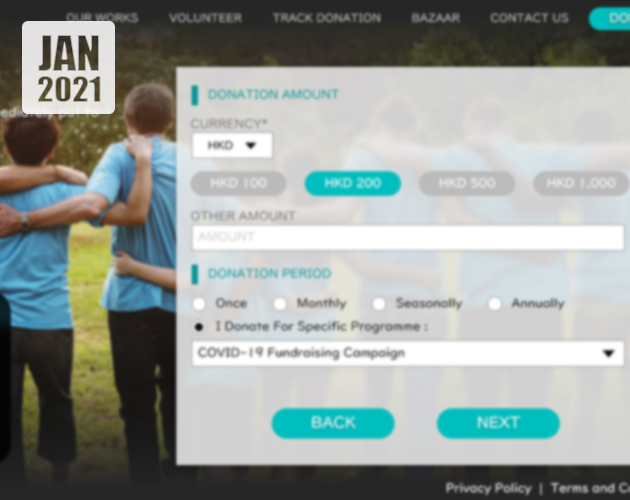 OUR WORKS VOLUNTEER TRACK DONATION BAZAAR CONTACT US
JAN
2021
DONATION AMOUNT
CURRENCY*
HKD
HKD 100 HKD 200 HKD 500 HKD 1,000
OTHER AMOUNT
AMOUNT
DONATION PERIOD
Once Monthly Seasonally Annually
I Donate For Specific Programme :
COVID-19 Fundraising Campaign
BACK NEXT
Privacy Policy | Terms and